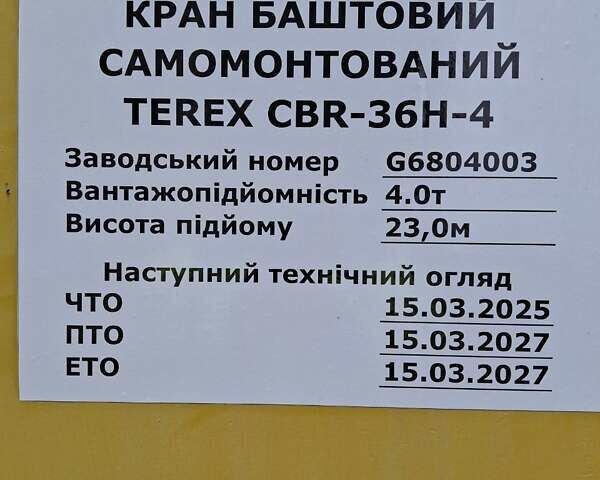 КРАН БАШТОВИЙ
САМОМОНТОВАНИЙ
TEREX CBR-36H-4
Заводський номер G6804003
Вантажопідйомність 4.0т
Висота підйому 23,0м
Наступний технічний огляд
ЧТО 15.03.2025
ПТО 15.03.2027
ЕТО 15.03.2027